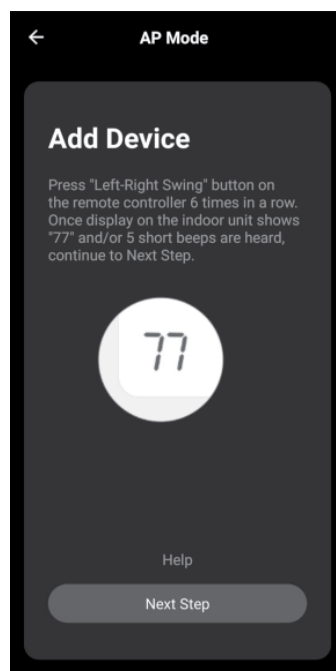 AP Mode
Add Device
Press "Left-Right Swing" button on
the remote controller 6 times in a row.
Once display on the indoor unit shows
"77" and/or 5 short beeps are heard,
continue to Next Step.
77
Help
Next Step